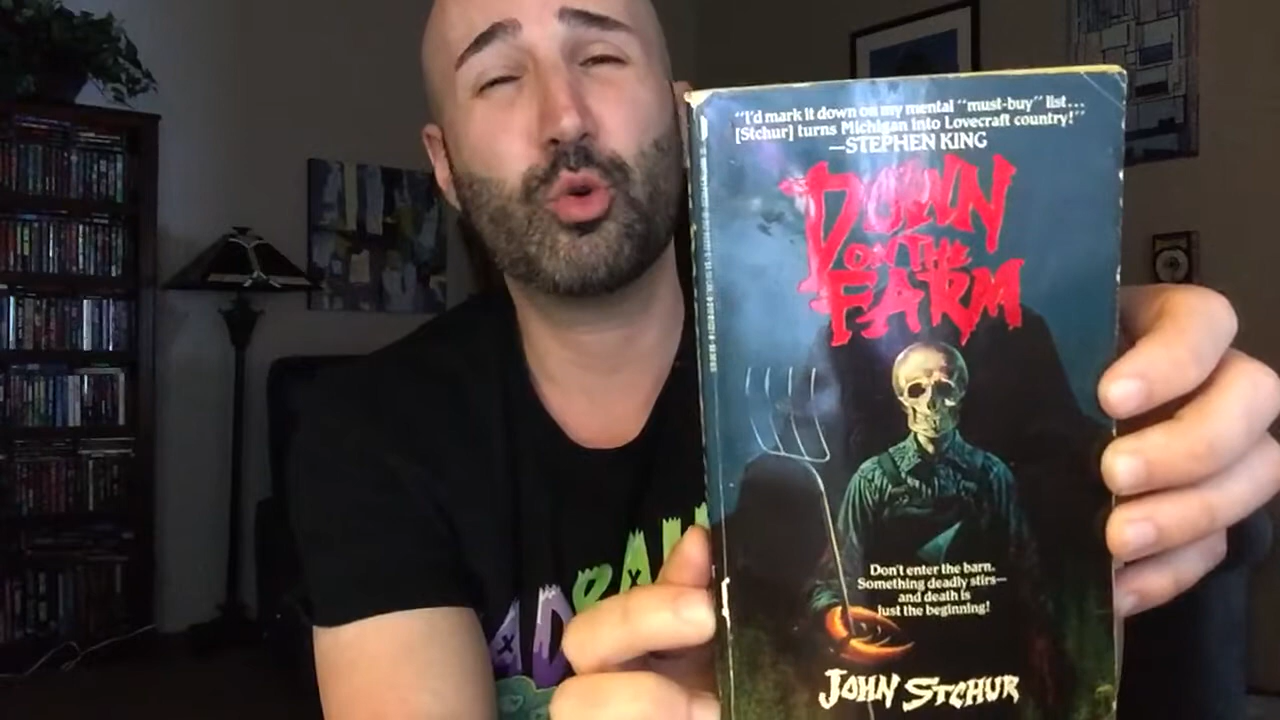 "I'd mark it down on my mental "must-buy" list...
[Stchur] turns Michigan into Lovecraft country!"
—STEPHEN KING
DOWN
ON THE
FARM
Don't enter the barn.
Something deadly stirs—
and death is
just the beginning!
JOHN STCHUR